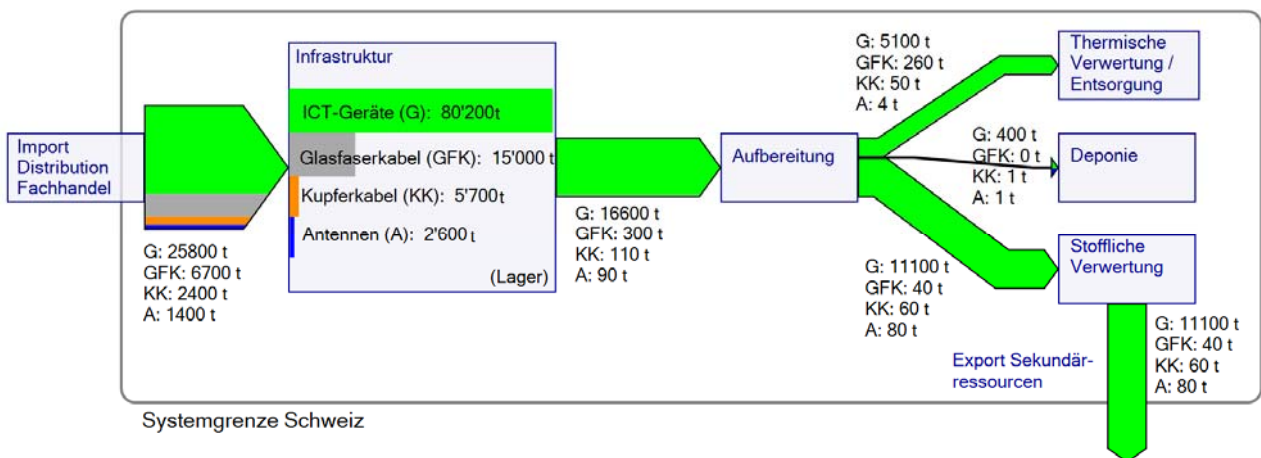 Import
Distribution
Fachhandel
G: 25800 t
GFK: 6700 t
KK: 2400 t
A: 1400 t
Infrastruktur
ICT-Geräte (G): 80'200t
Glasfaserkabel (GFK): 15'000 t
Kupferkabel (KK): 5'700t
Antennen (A): 2'600t
(Lager)
G: 16600 t
GFK: 300 t
KK: 110 t
A: 90 t
Aufbereitung
G: 5100 t
GFK: 260 t
KK: 50 t
A: 4 t
Thermische
Verwertung /
Entsorgung
G: 400 t
GFK: 0 t
KK: 1 t
A: 1 t
Deponie
G: 11100 t
GFK: 40 t
KK: 60 t
A: 80 t
Stoffliche
Verwertung
G: 11100 t
GFK: 40 t
KK: 60 t
A: 80 t
Export Sekundär-
ressourcen
Systemgrenze Schweiz